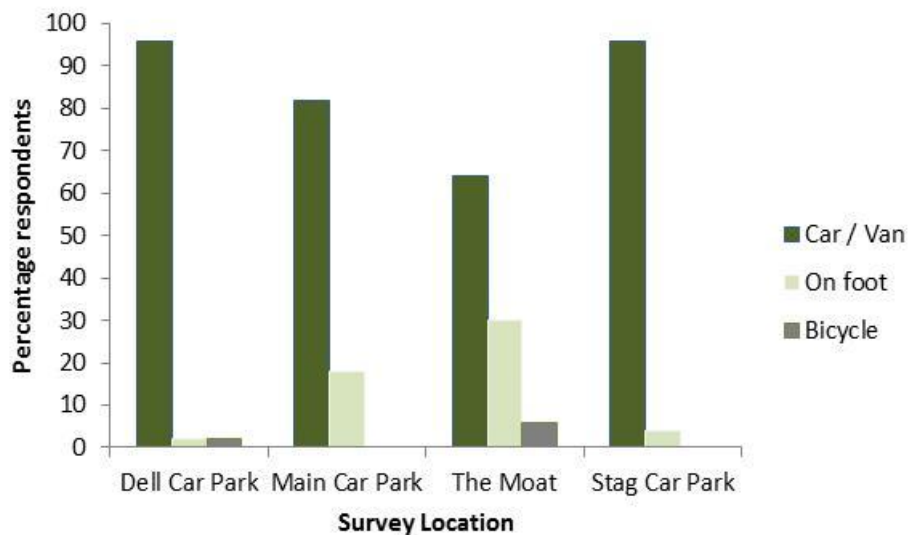 Percentage respondents
100
90
80
70
60
50
40
30
20
10
0
Dell Car Park Main Car Park The Moat Stag Car Park
Survey Location
Car / Van
On foot
Bicycle